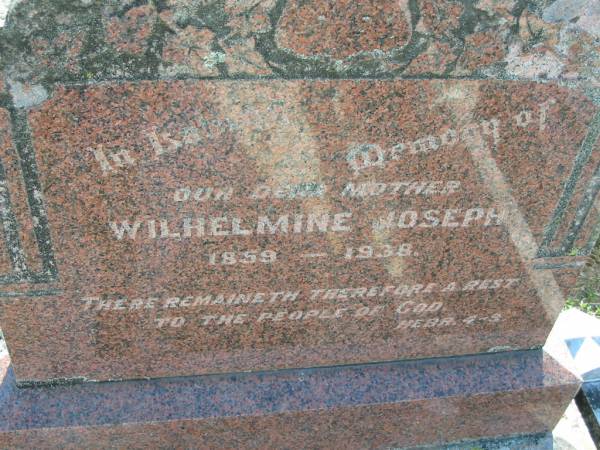 In Loving Memory of
OUR DEAR MOTHER
WILHELMINE JOSEPH
1859 — 1938.
THERE REMAINETH THEREFORE A REST
TO THE PEOPLE OF GOD
HEBR. 4-9.